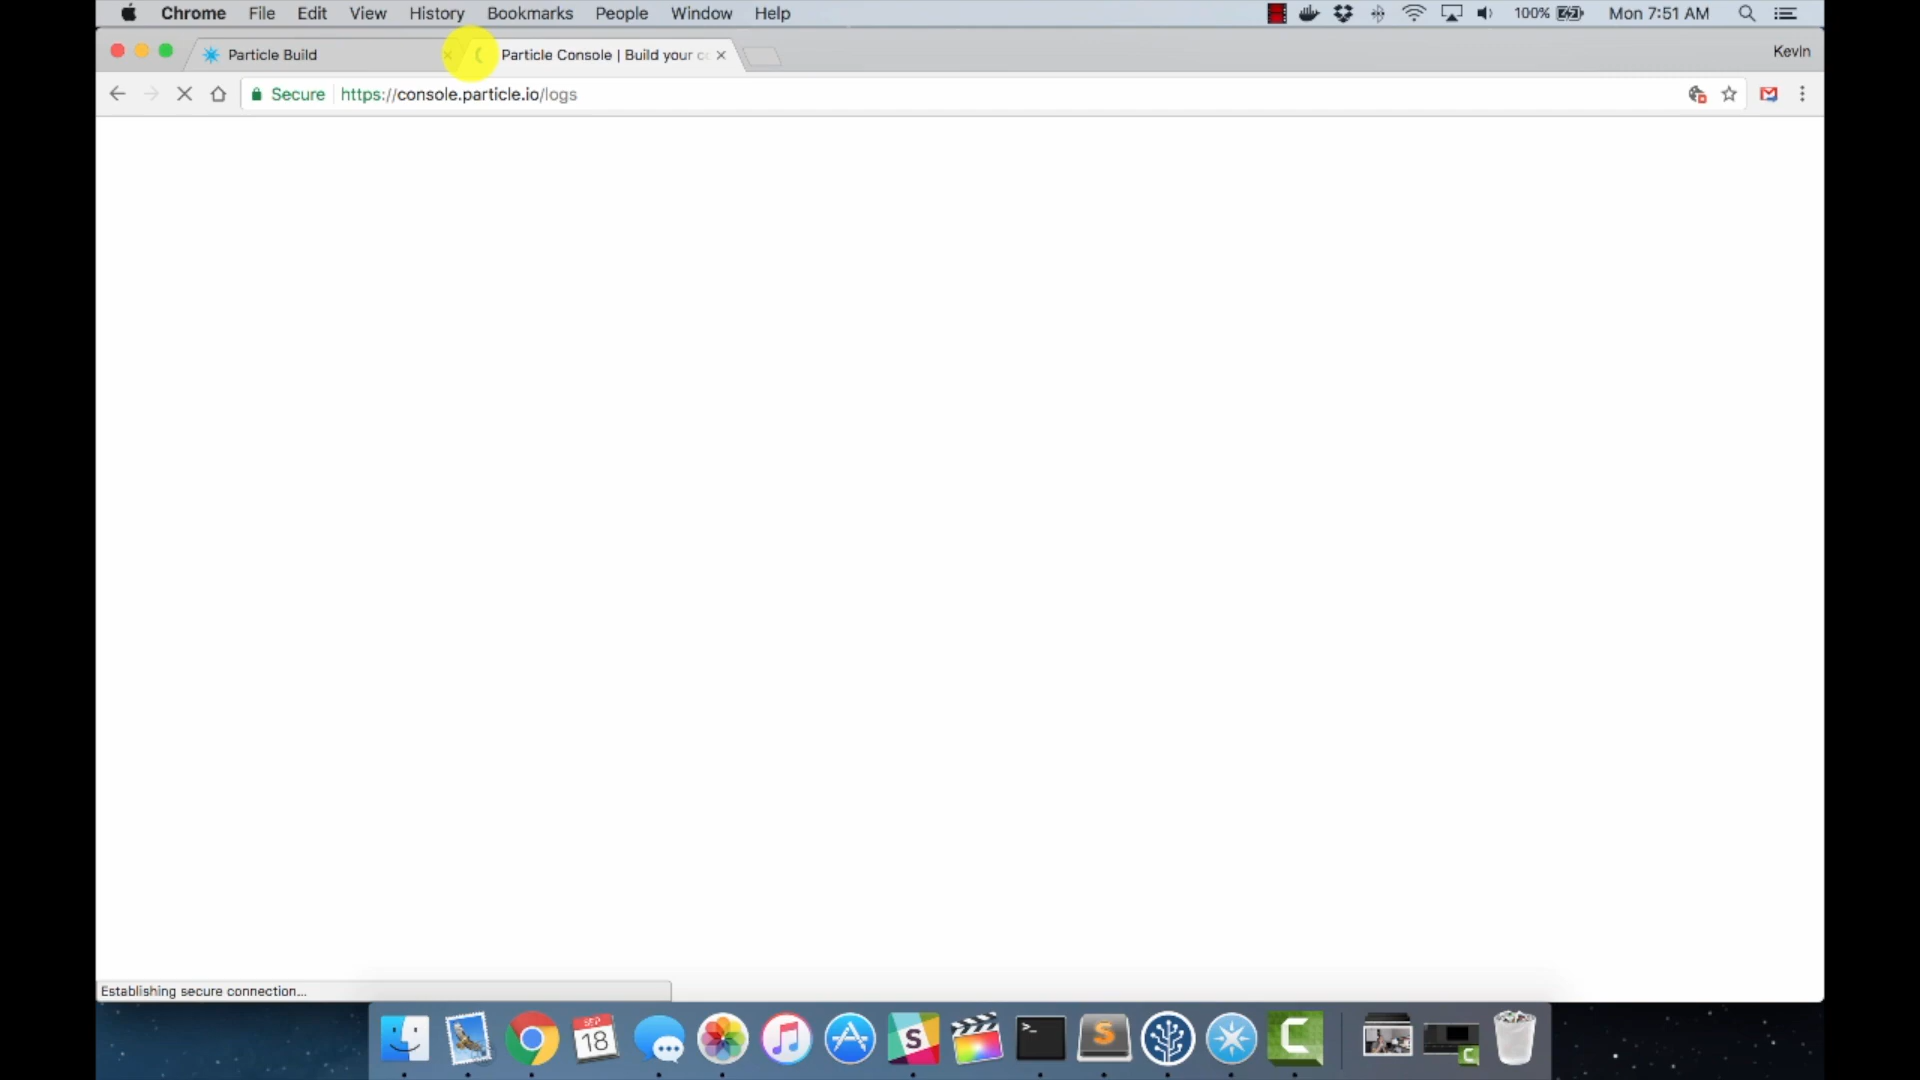 Chrome File Edit View History Bookmarks People Window Help 100% Mon 7:51 AM
Particle Build Particle Console | Build your c Kevin
Secure https://console.particle.io/logs
Establishing secure connection...
SEP
18